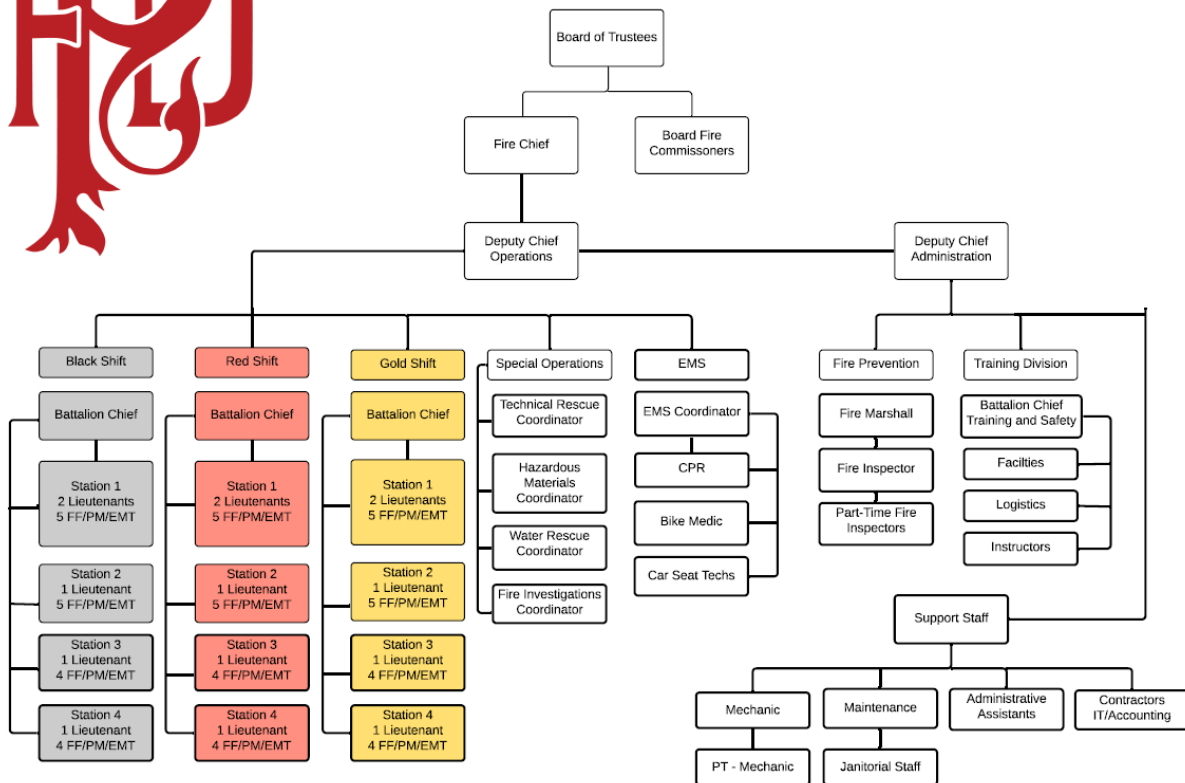 Board of Trustees
Fire Chief
Board Fire
Commissoners
Deputy Chief
Operations
Deputy Chief
Administration
Black Shift
Red Shift
Gold Shift
Special Operations
EMS
Fire Prevention
Training Division
Battalion Chief
Station 1
2 Lieutenants
5 FF/PM/EMT
Station 2
1 Lieutenant
5 FF/PM/EMT
Station 3
1 Lieutenant
4 FF/PM/EMT
Station 4
1 Lieutenant
4 FF/PM/EMT
Battalion Chief
Station 1
2 Lieutenants
5 FF/PM/EMT
Station 2
1 Lieutenant
5 FF/PM/EMT
Station 3
1 Lieutenant
4 FF/PM/EMT
Station 4
1 Lieutenant
4 FF/PM/EMT
Battalion Chief
Station 1
2 Lieutenants
5 FF/PM/EMT
Station 2
1 Lieutenant
5 FF/PM/EMT
Station 3
1 Lieutenant
4 FF/PM/EMT
Station 4
1 Lieutenant
4 FF/PM/EMT
Technical Rescue
Coordinator
Hazardous
Materials
Coordinator
Water Rescue
Coordinator
Fire Investigations
Coordinator
EMS Coordinator
CPR
Bike Medic
Car Seat Techs
Fire Marshall
Fire Inspector
Part-Time Fire
Inspectors
Battalion Chief
Training and Safety
Facilties
Logistics
Instructors
Support Staff
Mechanic
PT - Mechanic
Maintenance
Janitorial Staff
Administrative
Assistants
Contractors
IT/Accounting